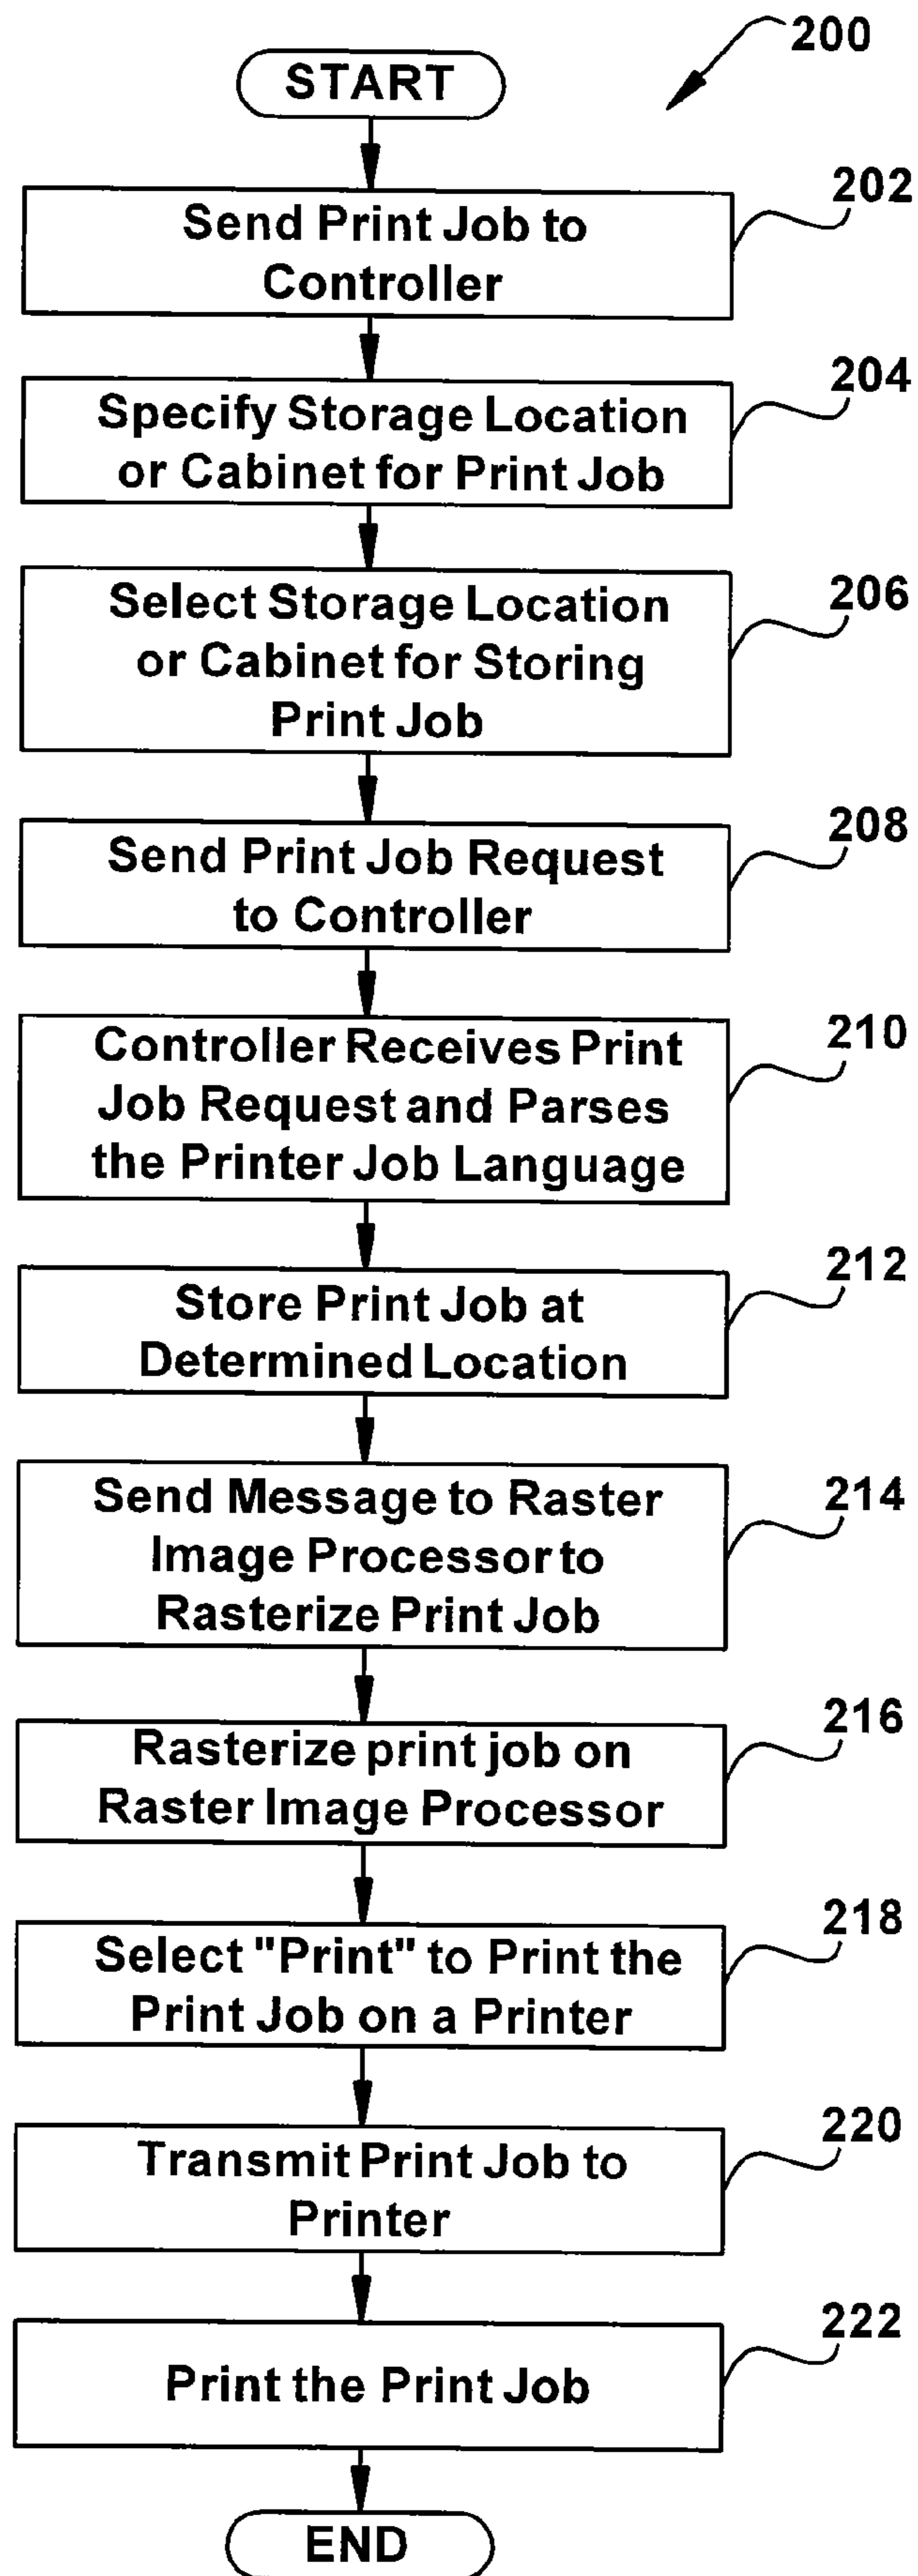 200
START
202
Send Print Job to
Controller
204
Specify Storage Location
or Cabinet for Print Job
206
Select Storage Location
or Cabinet for Storing
Print Job
208
Send Print Job Request
to Controller
210
Controller Receives Print
Job Request and Parses
the Printer Job Language
212
Store Print Job at
Determined Location
214
Send Message to Raster
Image Processor to
Rasterize Print Job
216
Rasterize print job on
Raster Image Processor
218
Select "Print" to Print the
Print Job on a Printer
220
Transmit Print Job to
Printer
222
Print the Print Job
END